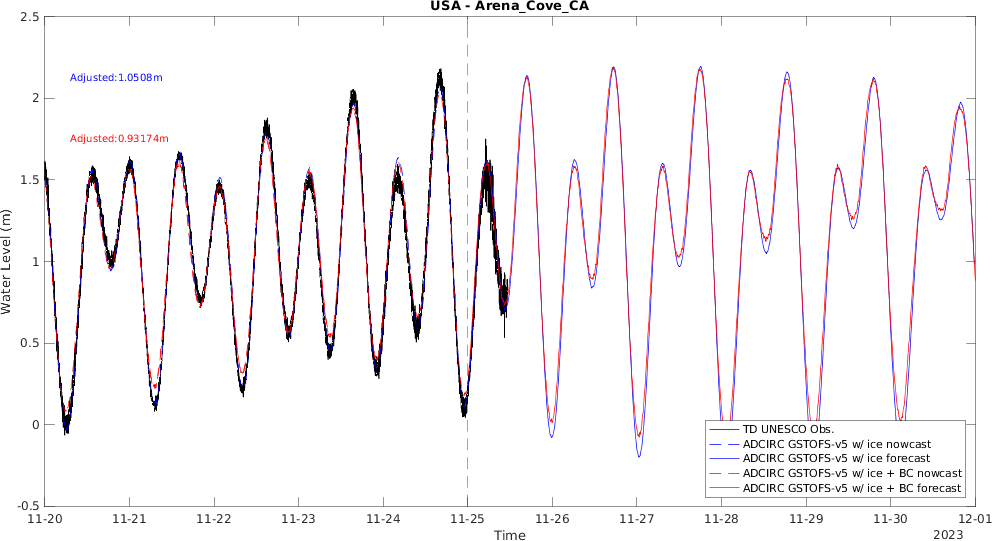 USA - Arena_Cove_CA
2.5
2
1.5
1
0.5
0
-0.5
Water Level (m)
Adjusted:1.0508m
Adjusted:0.93174m
TD UNESCO Obs.
ADCIRC GSTOFS-v5 w/ ice nowcast
ADCIRC GSTOFS-v5 w/ ice forecast
ADCIRC GSTOFS-v5 w/ ice + BC nowcast
ADCIRC GSTOFS-v5 w/ ice + BC forecast
11-20 11-21 11-22 11-23 11-24 11-25 11-26 11-27 11-28 11-29 11-30 12-01
Time
2023